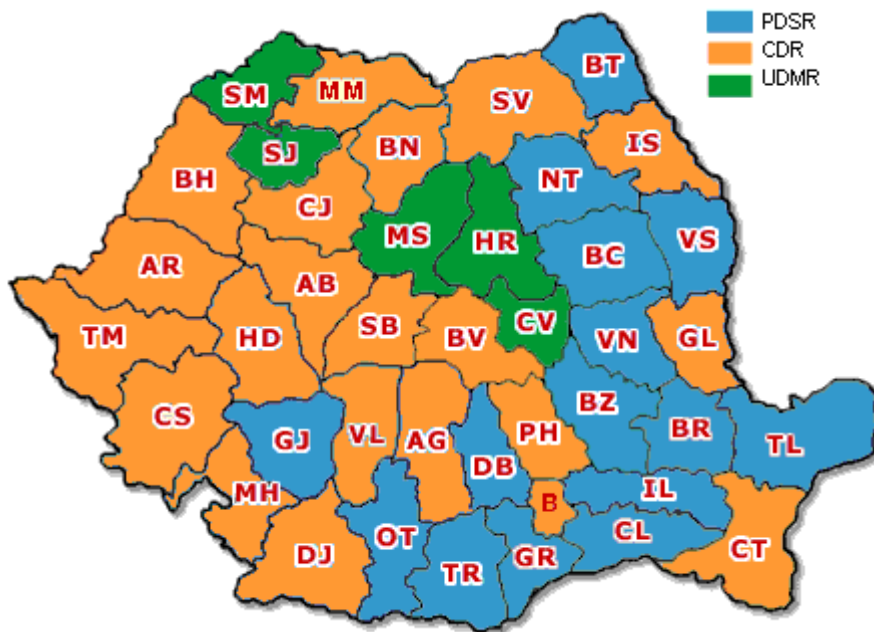 PDSR
CDR
UDMR
BT
SM
MM
SV
IS
SJ
BN
BH
NT
CJ
MS
HR
VS
BC
AR
AB
CV
SB
TM
HD
BV
VN
GL
CS
BZ
GJ
VL
AG
PH
BR
TL
DB
MH
B
IL
OT
CL
DJ
TR
GR
CT